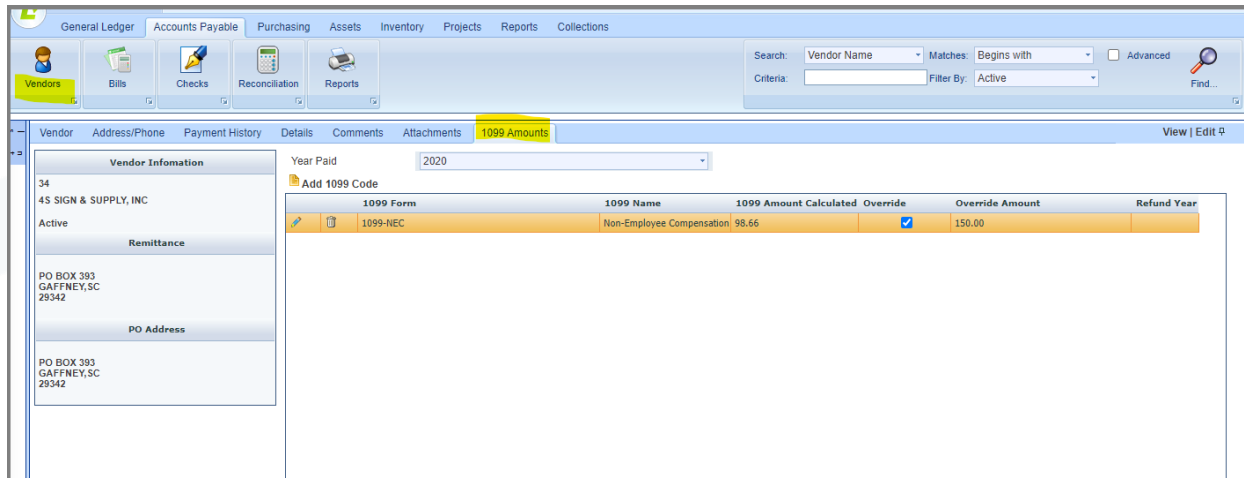 General Ledger Accounts Payable Purchasing Assets Inventory Projects Reports Collections
Search: Vendor Name Matches: Begins with Advanced
Criteria: Filter By: Active Find...
Vendors Bills Checks Reconciliation Reports
Vendor Address/Phone Payment History Details Comments Attachments 1099 Amounts View | Edit
Vendor Infomation
34
4S SIGN & SUPPLY, INC
Active
Remittance
PO BOX 393
GAFFNEY,SC
29342
PO Address
PO BOX 393
GAFFNEY,SC
29342
Year Paid 2020
Add 1099 Code
1099 Form 1099 Name 1099 Amount Calculated Override Override Amount Refund Year
1099-NEC Non-Employee Compensation 98.66 150.00